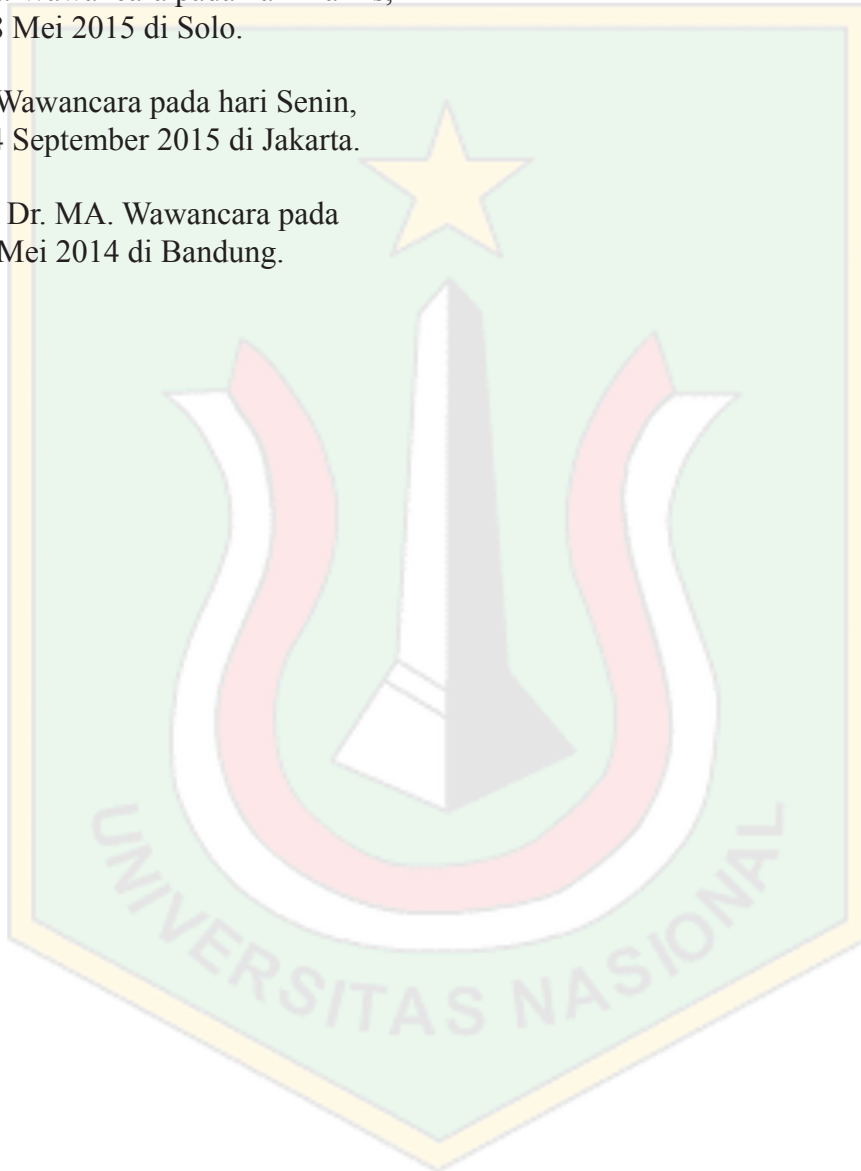 8 Mei 2015 di Solo.
Wawancara pada hari Senin,
4 September 2015 di Jakarta.
Dr. MA. Wawancara pada
Mei 2014 di Bandung.
UNIVERSITAS NASIONAL